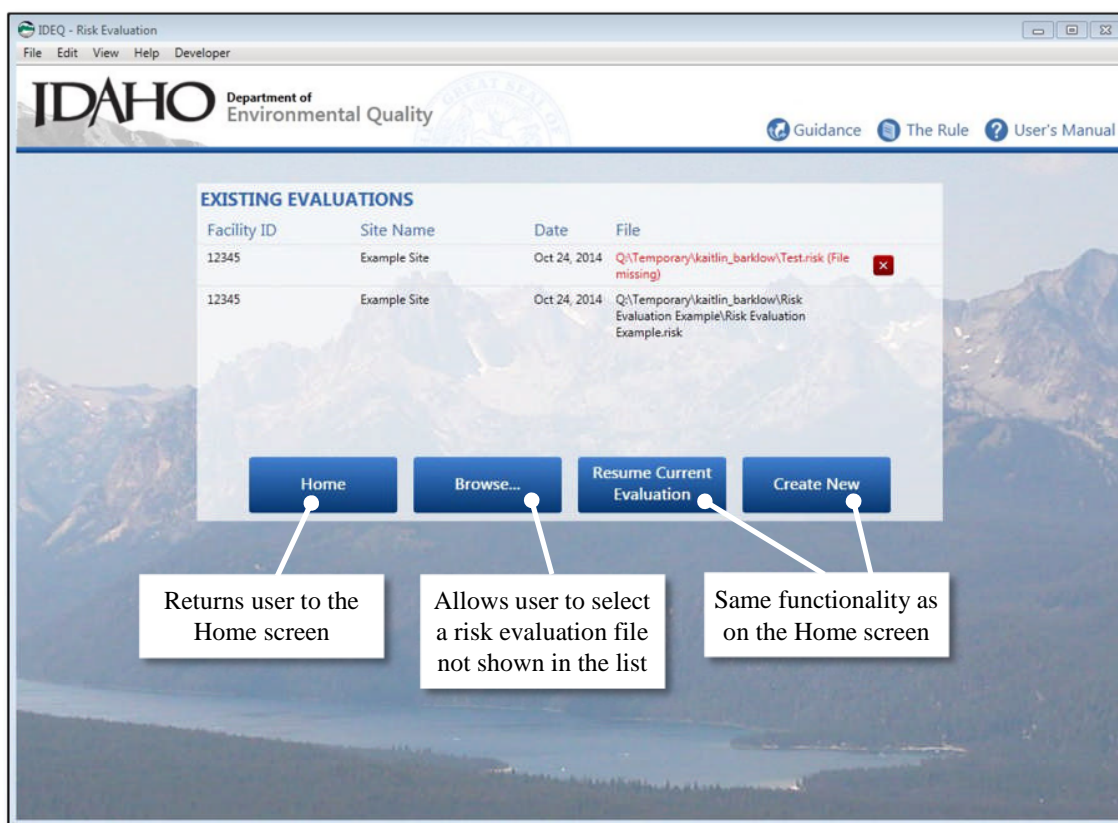 IDEQ - Risk Evaluation
File Edit View Help Developer
IDAHO
Department of
Environmental Quality
GREAT SEAL OF
Guidance The Rule User's Manual
EXISTING EVALUATIONS
Facility ID Site Name Date File
12345 Example Site Oct 24, 2014 Q:\Temporary\kaitlin_barklow\Test.risk (File
missing)
12345 Example Site Oct 24, 2014 Q:\Temporary\kaitlin_barklow\Risk
Evaluation Example\Risk Evaluation
Example.risk
Home
Browse...
Resume Current
Evaluation
Create New
Returns user to the
Home screen
Allows user to select
a risk evaluation file
not shown in the list
Same functionality as
on the Home screen